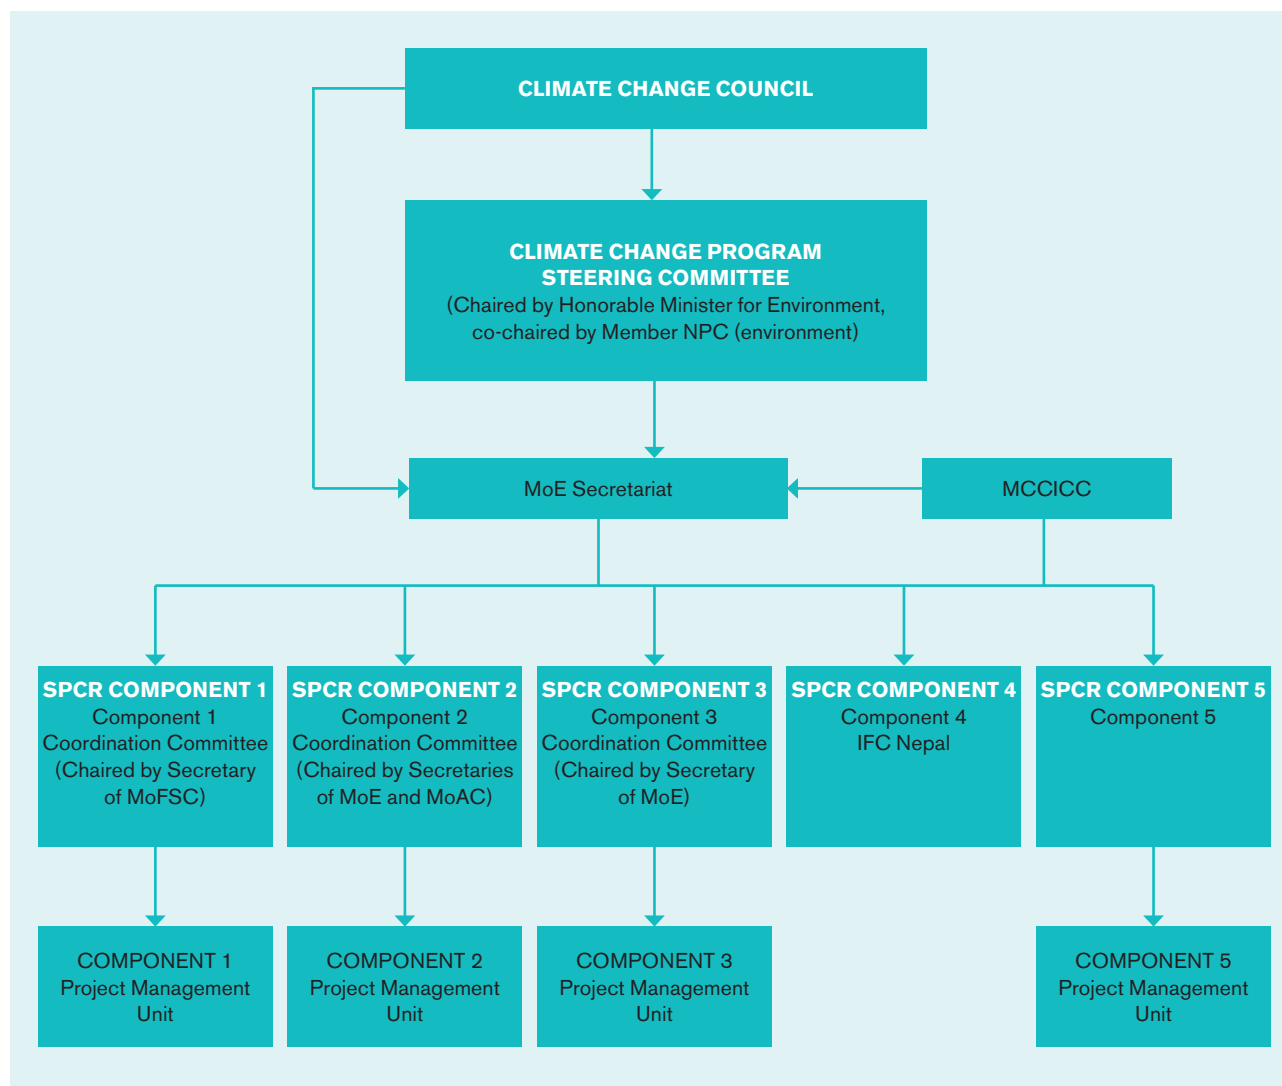 CLIMATE CHANGE COUNCIL
CLIMATE CHANGE PROGRAM
STEERING COMMITTEE
(Chaired by Honorable Minister for Environment,
co-chaired by Member NPC (environment)
MoE Secretariat
MCCICC
SPCR COMPONENT 1
Component 1
Coordination Committee
(Chaired by Secretary
of MoFSC)
SPCR COMPONENT 2
Component 2
Coordination Committee
(Chaired by Secretaries
of MoE and MoAC)
SPCR COMPONENT 3
Component 3
Coordination Committee
(Chaired by Secretary
of MoE)
SPCR COMPONENT 4
Component 4
IFC Nepal
SPCR COMPONENT 5
Component 5
COMPONENT 1
Project Management
Unit
COMPONENT 2
Project Management
Unit
COMPONENT 3
Project Management
Unit
COMPONENT 5
Project Management
Unit